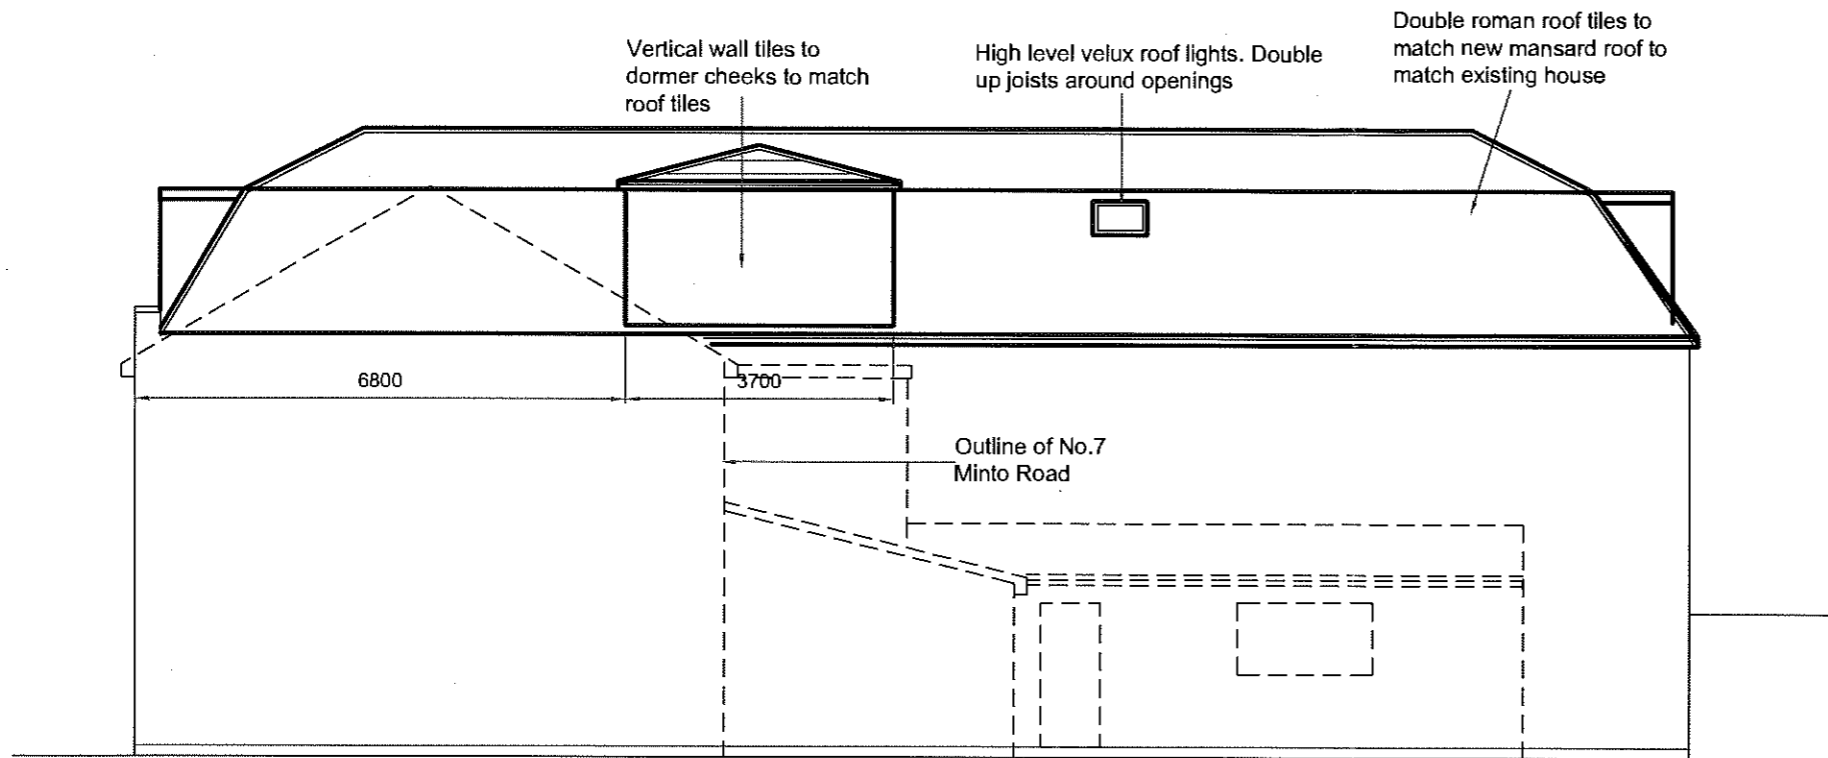 Vertical wall tiles to
dormer cheeks to match
roof tiles
High level velux roof lights. Double
up joists around openings
Double roman roof tiles to
match new mansard roof to
match existing house
6800
3700
Outline of No.7
Minto Road